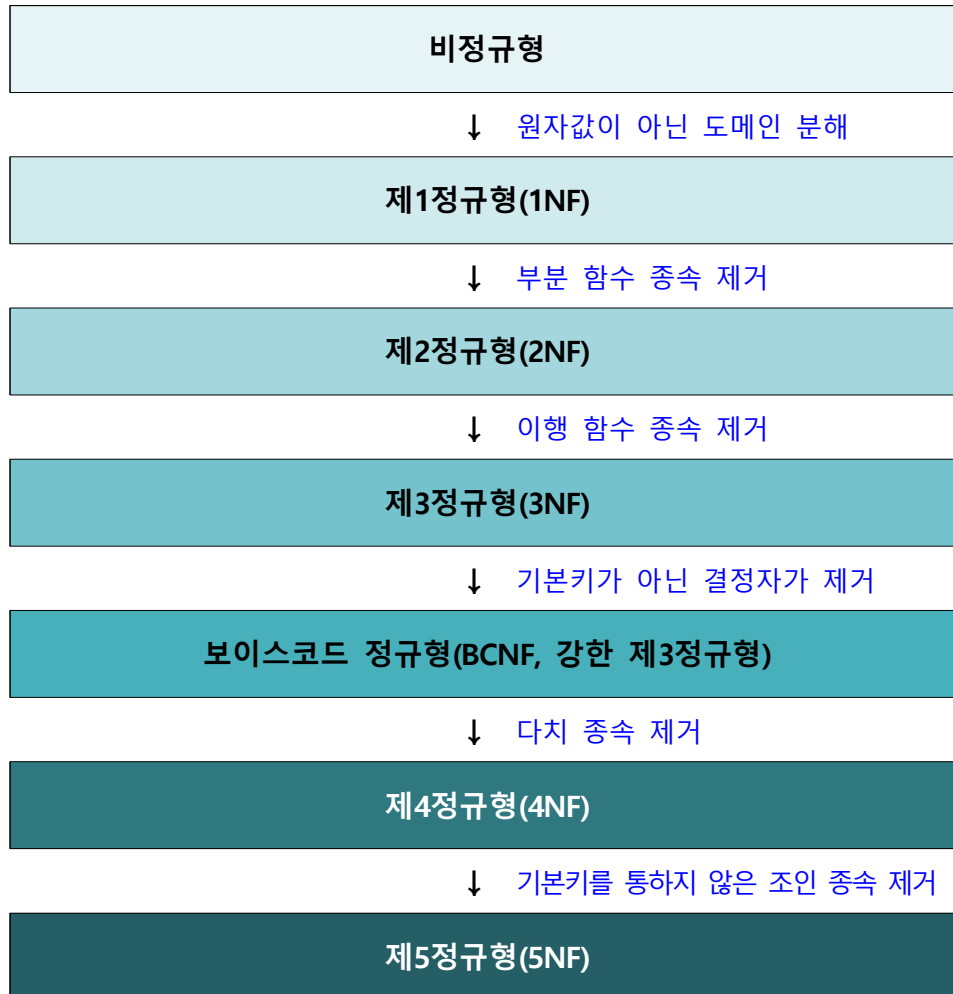 비정규형
↓ 원자값이 아닌 도메인 분해
제1정규형(1NF)
↓ 부분 함수 종속 제거
제2정규형(2NF)
↓ 이행 함수 종속 제거
제3정규형(3NF)
↓ 기본키가 아닌 결정자가 제거
보이스코드 정규형(BCNF, 강한 제3정규형)
↓ 다치 종속 제거
제4정규형(4NF)
↓ 기본키를 통하지 않은 조인 종속 제거
제5정규형(5NF)